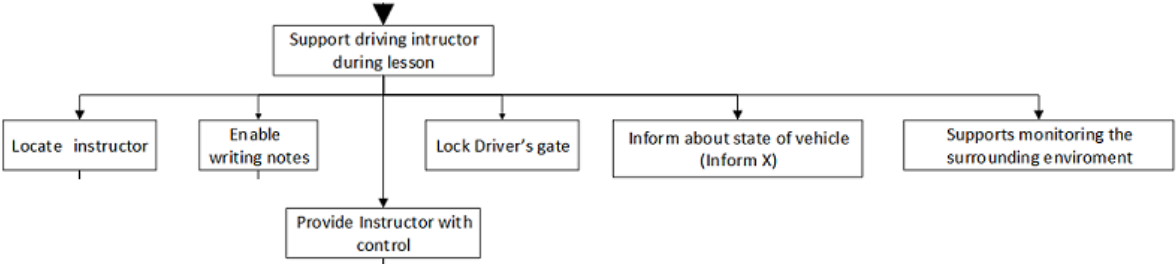 Support driving intructor
during lesson
Locate instructor
Enable
writing notes
Lock Driver's gate
Inform about state of vehicle
(Inform X)
Supports monitoring the
surrounding enviroment
Provide Instructor with
control